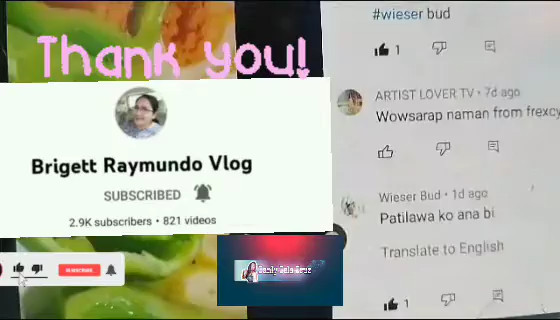 Thank you!
Brigett Raymundo Vlog
SUBSCRIBED
2.9K subscribers • 821 videos
#wieser bud
1
ARTIST LOVER TV • 7d ago
Wowsarap naman from frexcy
Wieser Bud • 1d ago
Patilawa ko ana bi
Translate to English
1